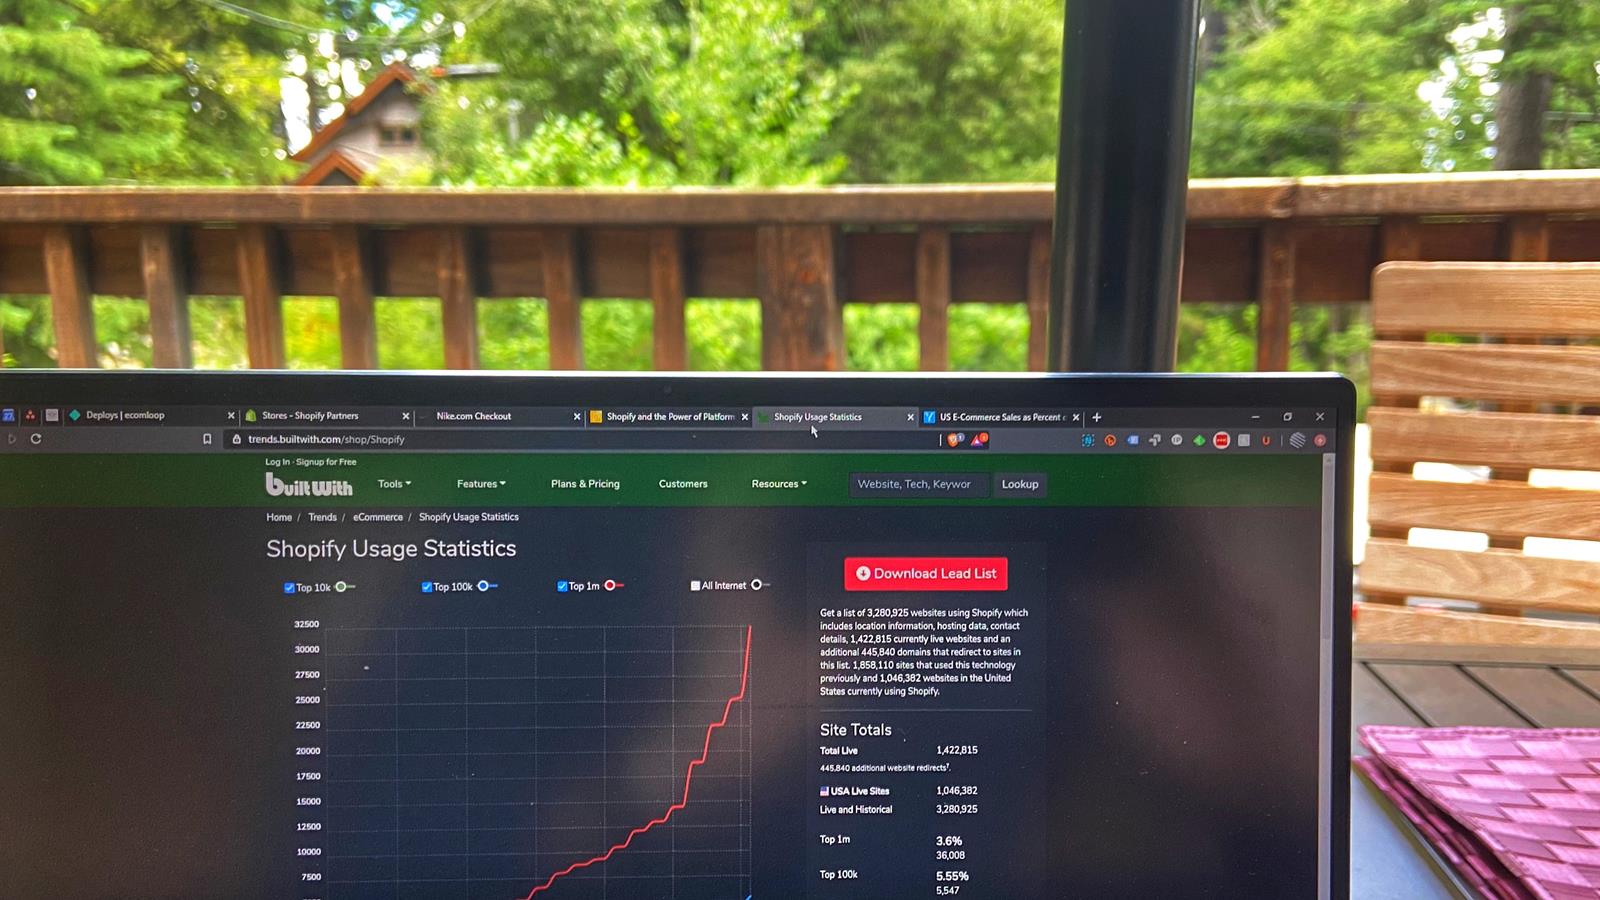 Deploys | ecomloop
Stores - Shopify Partners
Nike.com Checkout
Shopify and the Power of Platform
Shopify Usage Statistics
US E-Commerce Sales as Percent
trends.builtwith.com/shop/Shopify
Log In · Signup for Free
builtwith
Tools
Features
Plans & Pricing
Customers
Resources
Website, Tech, Keywor
Lookup
Home / Trends / eCommerce / Shopify Usage Statistics
Shopify Usage Statistics
Top 10k
Top 100k
Top 1m
All Internet
32500
30000
27500
25000
22500
20000
17500
15000
12500
10000
7500
Download Lead List
Get a list of 3,280,925 websites using Shopify which
includes location information, hosting data, contact
details, 1,422,815 currently live websites and an
additional 445,840 domains that redirect to sites in
this list. 1,858,110 sites that used this technology
previously and 1,046,382 websites in the United
States currently using Shopify.
Site Totals
Total Live 1,422,815
445,840 additional website redirects†.
USA Live Sites 1,046,382
Live and Historical 3,280,925
Top 1m 3.6%
36,008
Top 100k 5.55%
5,547